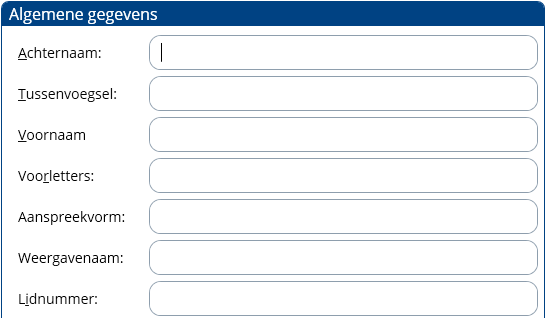 Algemene gegevens
Achternaam:
Tussenvoegsel:
Voornaam
Voorletters:
Aanspreekvorm:
Weergavenaam:
Lidnummer: